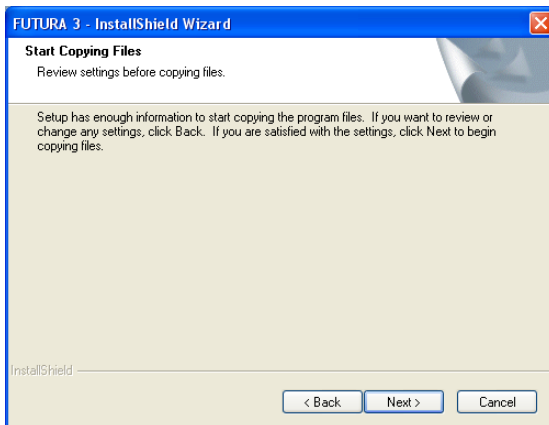 FUTURA 3 - InstallShield Wizard
Start Copying Files
Review settings before copying files.
Setup has enough information to start copying the program files. If you want to review or
change any settings, click Back. If you are satisfied with the settings, click Next to begin
copying files.
InstallShield
< Back Next > Cancel